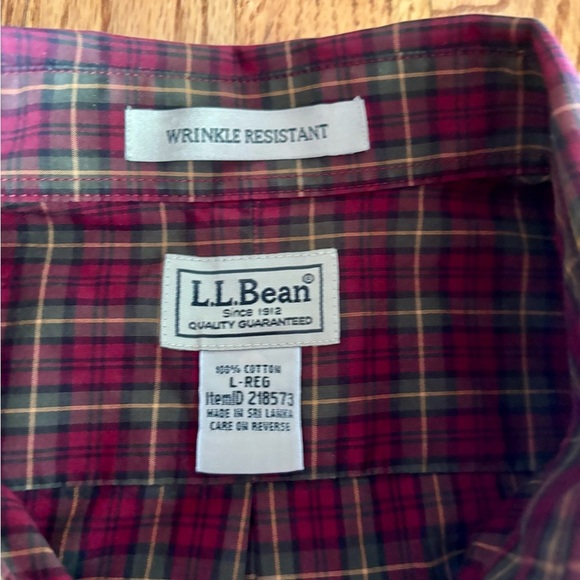 WRINKLE RESISTANT
L.L.Bean®
Since 1912
QUALITY GUARANTEED
100% COTTON
L-REG
ItemID 218573
MADE IN SRI LANKA
CARE ON REVERSE